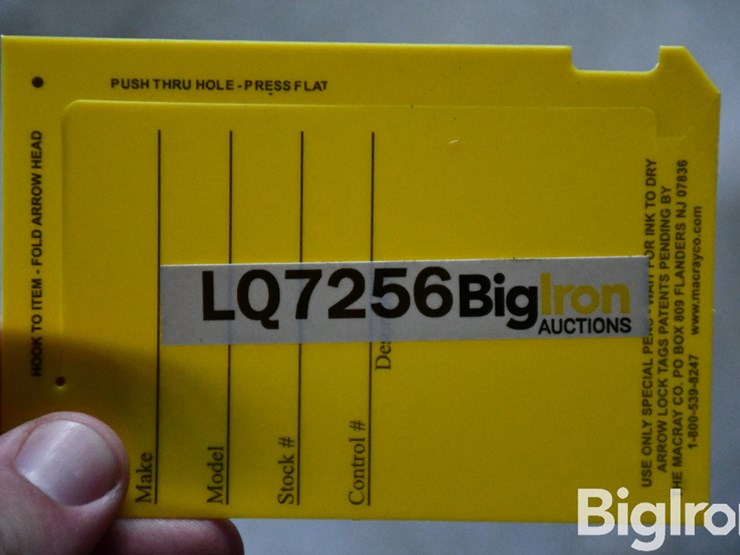 PUSH THRU HOLE - PRESS FLAT
HOOK TO ITEM - FOLD ARROW HEAD
Make
Model
Stock #
Control #
LQ7256 BigIron
AUCTIONS
USE ONLY SPECIAL PENS - WAIT FOR INK TO DRY
ARROW LOCK TAGS PATENTS PENDING BY
THE MACRAY CO. PO BOX 809 FLANDERS NJ 07836
1-800-539-8247 www.macrayco.com
BigIron